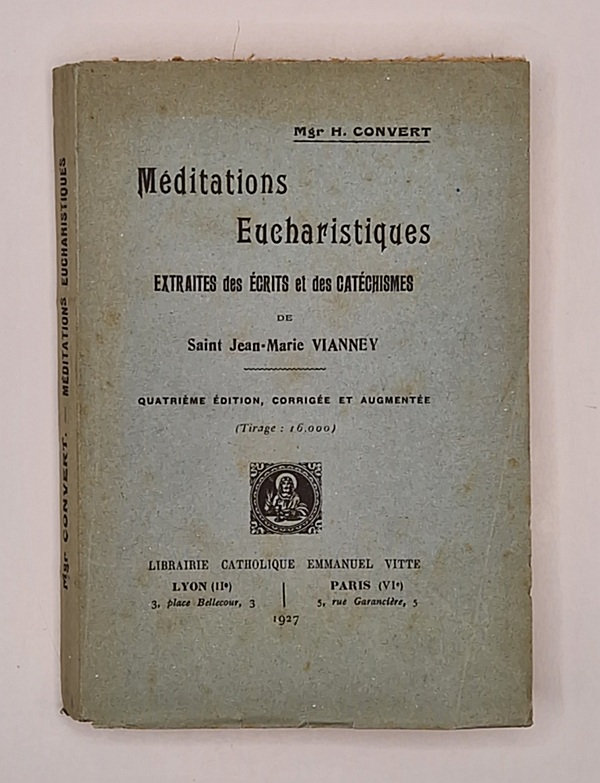 Mgr H. CONVERT
Méditations
Eucharistiques
EXTRAITES des ÉCRITS et des CATÉCHISMES
DE
Saint Jean-Marie VIANNEY
QUATRIÈME ÉDITION, CORRIGÉE ET AUGMENTÉE
(Tirage : 16.000)
LIBRAIRIE CATHOLIQUE EMMANUEL VITTE
LYON (IIe)
3, place Bellecour, 3
PARIS (VIe)
5, rue Garancière, 5
1927
Mgr CONVERT. — MÉDITATIONS EUCHARISTIQUES